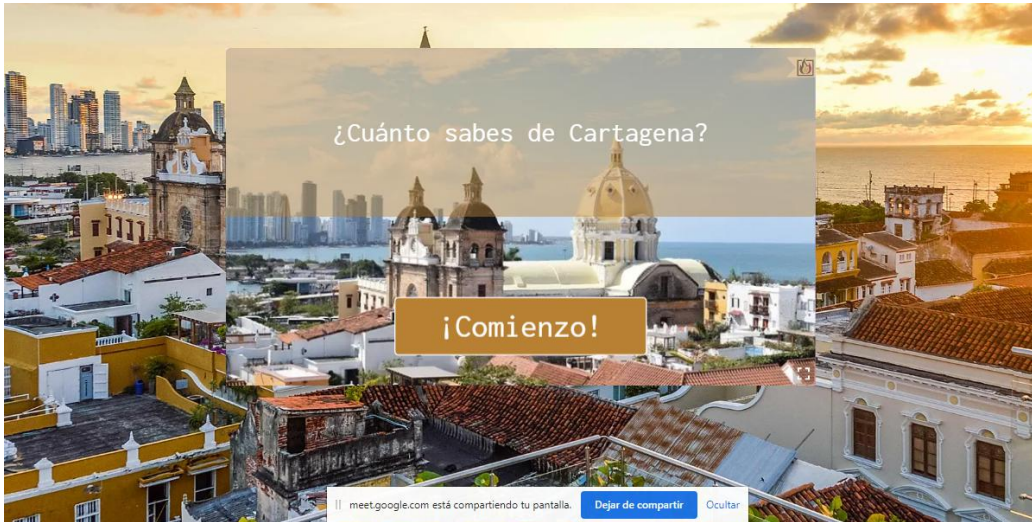 ¿Cuánto sabes de Cartagena?
¡Comienzo!
meet.google.com está compartiendo tu pantalla. Dejar de compartir Ocultar